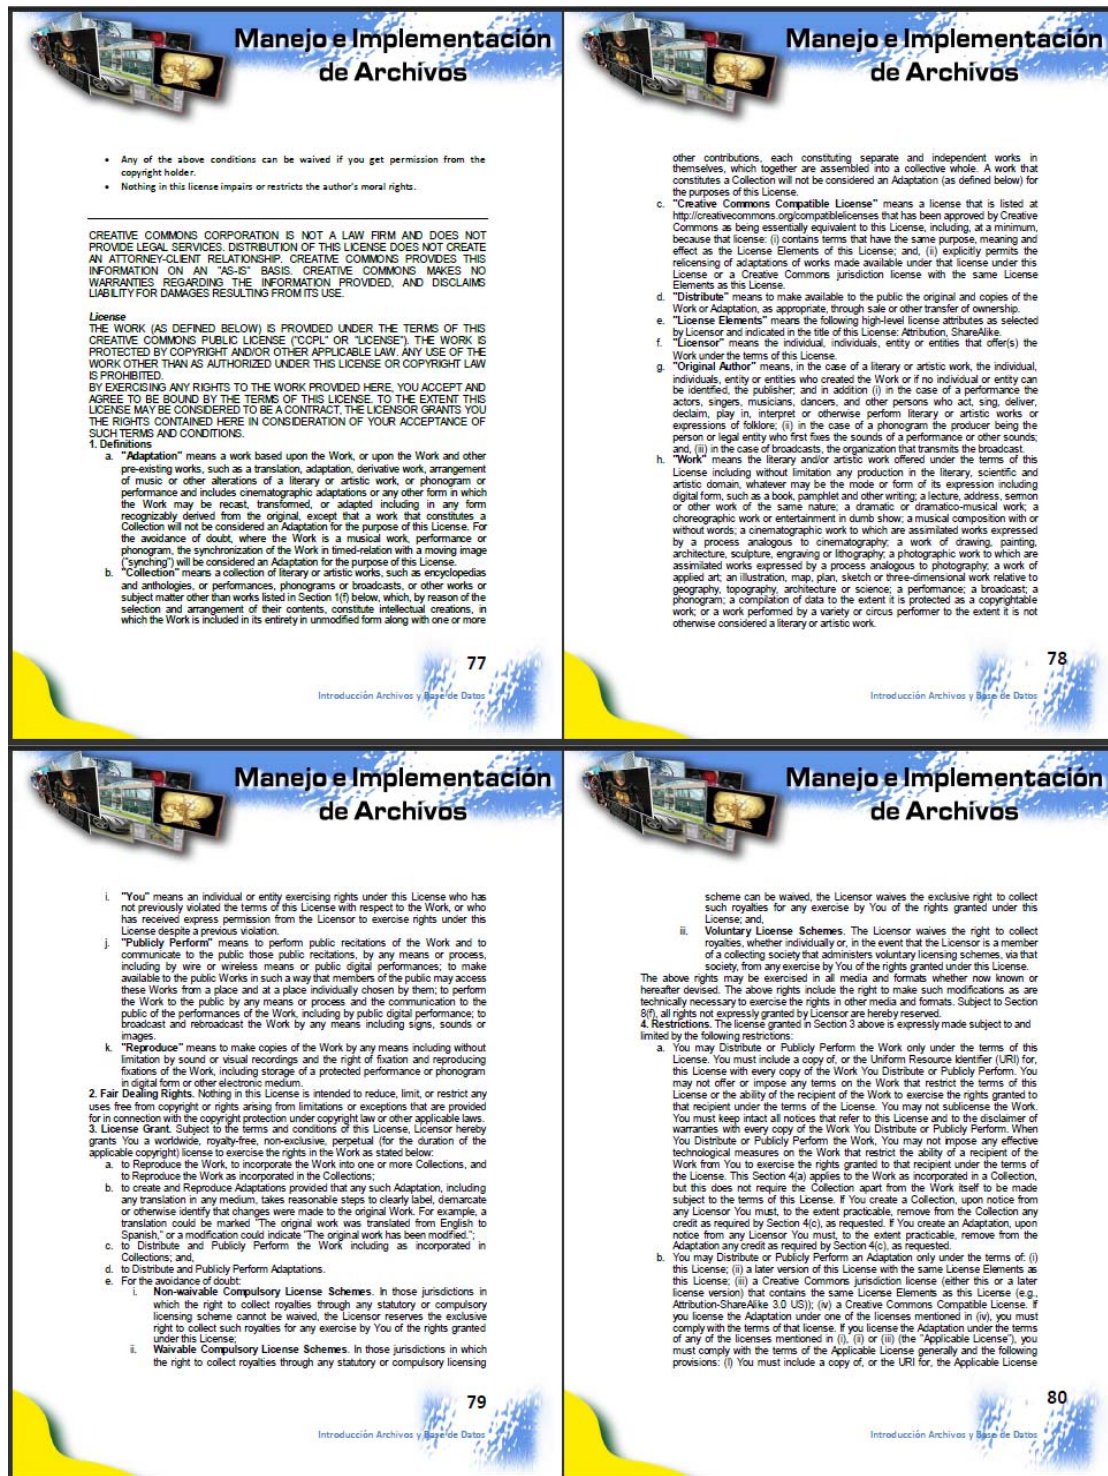 Manejo e Implementación
de Archivos
• Any of the above conditions can be waived if you get permission from the
copyright holder.
• Nothing in this license impairs or restricts the author's moral rights.
CREATIVE COMMONS CORPORATION IS NOT A LAW FIRM AND DOES NOT
PROVIDE LEGAL SERVICES. DISTRIBUTION OF THIS LICENSE DOES NOT CREATE
AN ATTORNEY-CLIENT RELATIONSHIP. CREATIVE COMMONS PROVIDES THIS
INFORMATION ON AN "AS-IS" BASIS. CREATIVE COMMONS MAKES NO
WARRANTIES REGARDING THE INFORMATION PROVIDED, AND DISCLAIMS
LIABILITY FOR DAMAGES RESULTING FROM ITS USE.
License
THE WORK (AS DEFINED BELOW) IS PROVIDED UNDER THE TERMS OF THIS
CREATIVE COMMONS PUBLIC LICENSE ("CCPL" OR "LICENSE"). THE WORK IS
PROTECTED BY COPYRIGHT AND/OR OTHER APPLICABLE LAW. ANY USE OF THE
WORK OTHER THAN AS AUTHORIZED UNDER THIS LICENSE OR COPYRIGHT LAW
IS PROHIBITED.
BY EXERCISING ANY RIGHTS TO THE WORK PROVIDED HERE, YOU ACCEPT AND
AGREE TO BE BOUND BY THE TERMS OF THIS LICENSE. TO THE EXTENT THIS
LICENSE MAY BE CONSIDERED TO BE A CONTRACT, THE LICENSOR GRANTS YOU
THE RIGHTS CONTAINED HERE IN CONSIDERATION OF YOUR ACCEPTANCE OF
SUCH TERMS AND CONDITIONS.
1. Definitions
a. "Adaptation" means a work based upon the Work, or upon the Work and other
pre-existing works, such as a translation, adaptation, derivative work, arrangement
of music or other alterations of a literary or artistic work, or phonogram or
performance and includes cinematographic adaptations or any other form in which
the Work may be recast, transformed, or adapted including in any form
recognizably derived from the original, except that a work that constitutes a
Collection will not be considered an Adaptation for the purpose of this License. For
the avoidance of doubt, where the Work is a musical work, performance or
phonogram, the synchronization of the Work in timed-relation with a moving image
("synching") will be considered an Adaptation for the purpose of this License.
b. "Collection" means a collection of literary or artistic works, such as encyclopedias
and anthologies, or performances, phonograms or broadcasts, or other works or
subject matter other than works listed in Section 1(f) below, which, by reason of the
selection and arrangement of their contents, constitute intellectual creations, in
which the Work is included in its entirety in unmodified form along with one or more
77
Introducción Archivos y Base de Datos
Manejo e Implementación
de Archivos
other contributions, each constituting separate and independent works in
themselves, which together are assembled into a collective whole. A work that
constitutes a Collection will not be considered an Adaptation (as defined below) for
the purposes of this License.
c. "Creative Commons Compatible License" means a license that is listed at
http://creativecommons.org/compatiblelicenses that has been approved by Creative
Commons as being essentially equivalent to this License, including, at a minimum,
because that license: (i) contains terms that have the same purpose, meaning and
effect as the License Elements of this License; and, (ii) explicitly permits the
relicensing of adaptations of works made available under that license under this
License or a Creative Commons jurisdiction license with the same License
Elements as this License.
d. "Distribute" means to make available to the public the original and copies of the
Work or Adaptation, as appropriate, through sale or other transfer of ownership.
e. "License Elements" means the following high-level license attributes as selected
by Licensor and indicated in the title of this License: Attribution, ShareAlike.
f. "Licensor" means the individual, individuals, entity or entities that offer(s) the
Work under the terms of this License.
g. "Original Author" means, in the case of a literary or artistic work, the individual,
individuals, entity or entities who created the Work or if no individual or entity can
be identified, the publisher; and in addition (i) in the case of a performance the
actors, singers, musicians, dancers, and other persons who act, sing, deliver,
declaim, play in, interpret or otherwise perform literary or artistic works or
expressions of folklore; (ii) in the case of a phonogram the producer being the
person or legal entity who first fixes the sounds of a performance or other sounds;
and, (iii) in the case of broadcasts, the organization that transmits the broadcast.
h. "Work" means the literary and/or artistic work offered under the terms of this
License including without limitation any production in the literary, scientific and
artistic domain, whatever may be the mode or form of its expression including
digital form, such as a book, pamphlet and other writing; a lecture, address, sermon
or other work of the same nature; a dramatic or dramatico-musical work; a
choreographic work or entertainment in dumb show; a musical composition with or
without words; a cinematographic work to which are assimilated works expressed
by a process analogous to cinematography; a work of drawing, painting,
architecture, sculpture, engraving or lithography; a photographic work to which are
assimilated works expressed by a process analogous to photography; a work of
applied art; an illustration, map, plan, sketch or three-dimensional work relative to
geography, topography, architecture or science; a performance; a broadcast; a
phonogram; a compilation of data to the extent it is protected as a copyrightable
work; or a work performed by a variety or circus performer to the extent it is not
otherwise considered a literary or artistic work.
78
Introducción Archivos y Base de Datos
Manejo e Implementación
de Archivos
i. "You" means an individual or entity exercising rights under this License who has
not previously violated the terms of this License with respect to the Work, or who
has received express permission from the Licensor to exercise rights under this
License despite a previous violation.
j. "Publicly Perform" means to perform public recitations of the Work and to
communicate to the public those public recitations, by any means or process,
including by wire or wireless means or public digital performances; to make
available to the public Works in such a way that members of the public may access
these Works from a place and at a place individually chosen by them; to perform
the Work to the public by any means or process and the communication to the
public of the performances of the Work, including by public digital performance; to
broadcast and rebroadcast the Work by any means including signs, sounds or
images.
k. "Reproduce" means to make copies of the Work by any means including without
limitation by sound or visual recordings and the right of fixation and reproducing
fixations of the Work, including storage of a protected performance or phonogram
in digital form or other electronic medium.
2. Fair Dealing Rights. Nothing in this License is intended to reduce, limit, or restrict any
uses free from copyright or rights arising from limitations or exceptions that are provided
for in connection with the copyright protection under copyright law or other applicable laws.
3. License Grant. Subject to the terms and conditions of this License, Licensor hereby
grants You a worldwide, royalty-free, non-exclusive, perpetual (for the duration of the
applicable copyright) license to exercise the rights in the Work as stated below:
a. to Reproduce the Work, to incorporate the Work into one or more Collections, and
to Reproduce the Work as incorporated in the Collections;
b. to create and Reproduce Adaptations provided that any such Adaptation, including
any translation in any medium, takes reasonable steps to clearly label, demarcate
or otherwise identify that changes were made to the original Work. For example, a
translation could be marked "The original work was translated from English to
Spanish," or a modification could indicate "The original work has been modified.";
c. to Distribute and Publicly Perform the Work including as incorporated in
Collections; and,
d. to Distribute and Publicly Perform Adaptations.
e. For the avoidance of doubt:
i. Non-waivable Compulsory License Schemes. In those jurisdictions in
which the right to collect royalties through any statutory or compulsory
licensing scheme cannot be waived, the Licensor reserves the exclusive
right to collect such royalties for any exercise by You of the rights granted
under this License;
ii. Waivable Compulsory License Schemes. In those jurisdictions in which
the right to collect royalties through any statutory or compulsory licensing
79
Introducción Archivos y Base de Datos
Manejo e Implementación
de Archivos
scheme can be waived, the Licensor waives the exclusive right to collect
such royalties for any exercise by You of the rights granted under this
License; and,
iii. Voluntary License Schemes. The Licensor waives the right to collect
royalties, whether individually or, in the event that the Licensor is a member
of a collecting society that administers voluntary licensing schemes, via that
society, from any exercise by You of the rights granted under this License.
The above rights may be exercised in all media and formats whether now known or
hereafter devised. The above rights include the right to make such modifications as are
technically necessary to exercise the rights in other media and formats. Subject to Section
8(f), all rights not expressly granted by Licensor are hereby reserved.
4. Restrictions. The license granted in Section 3 above is expressly made subject to and
limited by the following restrictions:
a. You may Distribute or Publicly Perform the Work only under the terms of this
License. You must include a copy of, or the Uniform Resource Identifier (URI) for,
this License with every copy of the Work You Distribute or Publicly Perform. You
may not offer or impose any terms on the Work that restrict the terms of this
License or the ability of the recipient of the Work to exercise the rights granted to
that recipient under the terms of the License. You may not sublicense the Work.
You must keep intact all notices that refer to this License and to the disclaimer of
warranties with every copy of the Work You Distribute or Publicly Perform. When
You Distribute or Publicly Perform the Work, You may not impose any effective
technological measures on the Work that restrict the ability of a recipient of the
Work from You to exercise the rights granted to that recipient under the terms of
the License. This Section 4(a) applies to the Work as incorporated in a Collection,
but this does not require the Collection apart from the Work itself to be made
subject to the terms of this License. If You create a Collection, upon notice from
any Licensor You must, to the extent practicable, remove from the Collection any
credit as required by Section 4(c), as requested. If You create an Adaptation, upon
notice from any Licensor You must, to the extent practicable, remove from the
Adaptation any credit as required by Section 4(c), as requested.
b. You may Distribute or Publicly Perform an Adaptation only under the terms of: (i)
this License; (ii) a later version of this License with the same License Elements as
this License; (iii) a Creative Commons jurisdiction license (either this or a later
license version) that contains the same License Elements as this License (e.g.,
Attribution-ShareAlike 3.0 US)); (iv) a Creative Commons Compatible License. If
you license the Adaptation under one of the licenses mentioned in (iv), you must
comply with the terms of that license. If you license the Adaptation under the terms
of any of the licenses mentioned in (i), (ii) or (iii) (the "Applicable License"), you
must comply with the terms of the Applicable License generally and the following
provisions: (I) You must include a copy of, or the URI for, the Applicable License
80
Introducción Archivos y Base de Datos